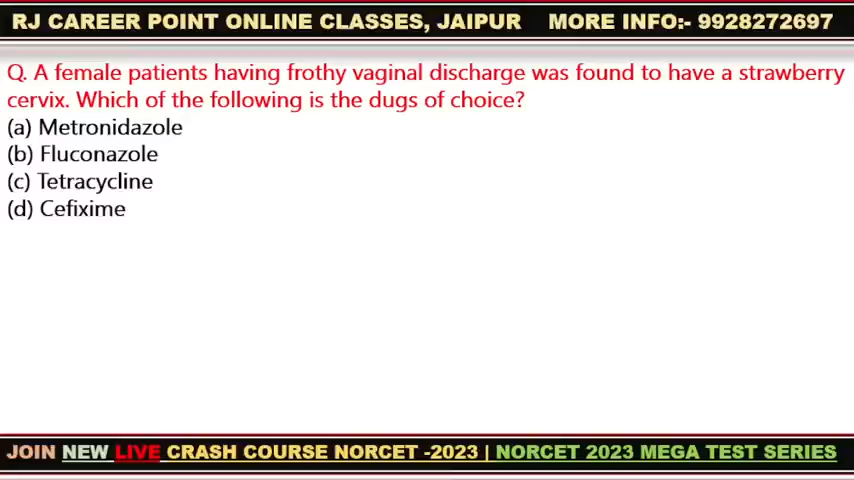 RJ CAREER POINT ONLINE CLASSES, JAIPUR MORE INFO:- 9928272697
Q. A female patients having frothy vaginal discharge was found to have a strawberry
cervix. Which of the following is the dugs of choice?
(a) Metronidazole
(b) Fluconazole
(c) Tetracycline
(d) Cefixime
JOIN NEW LIVE CRASH COURSE NORCET -2023 | NORCET 2023 MEGA TEST SERIES